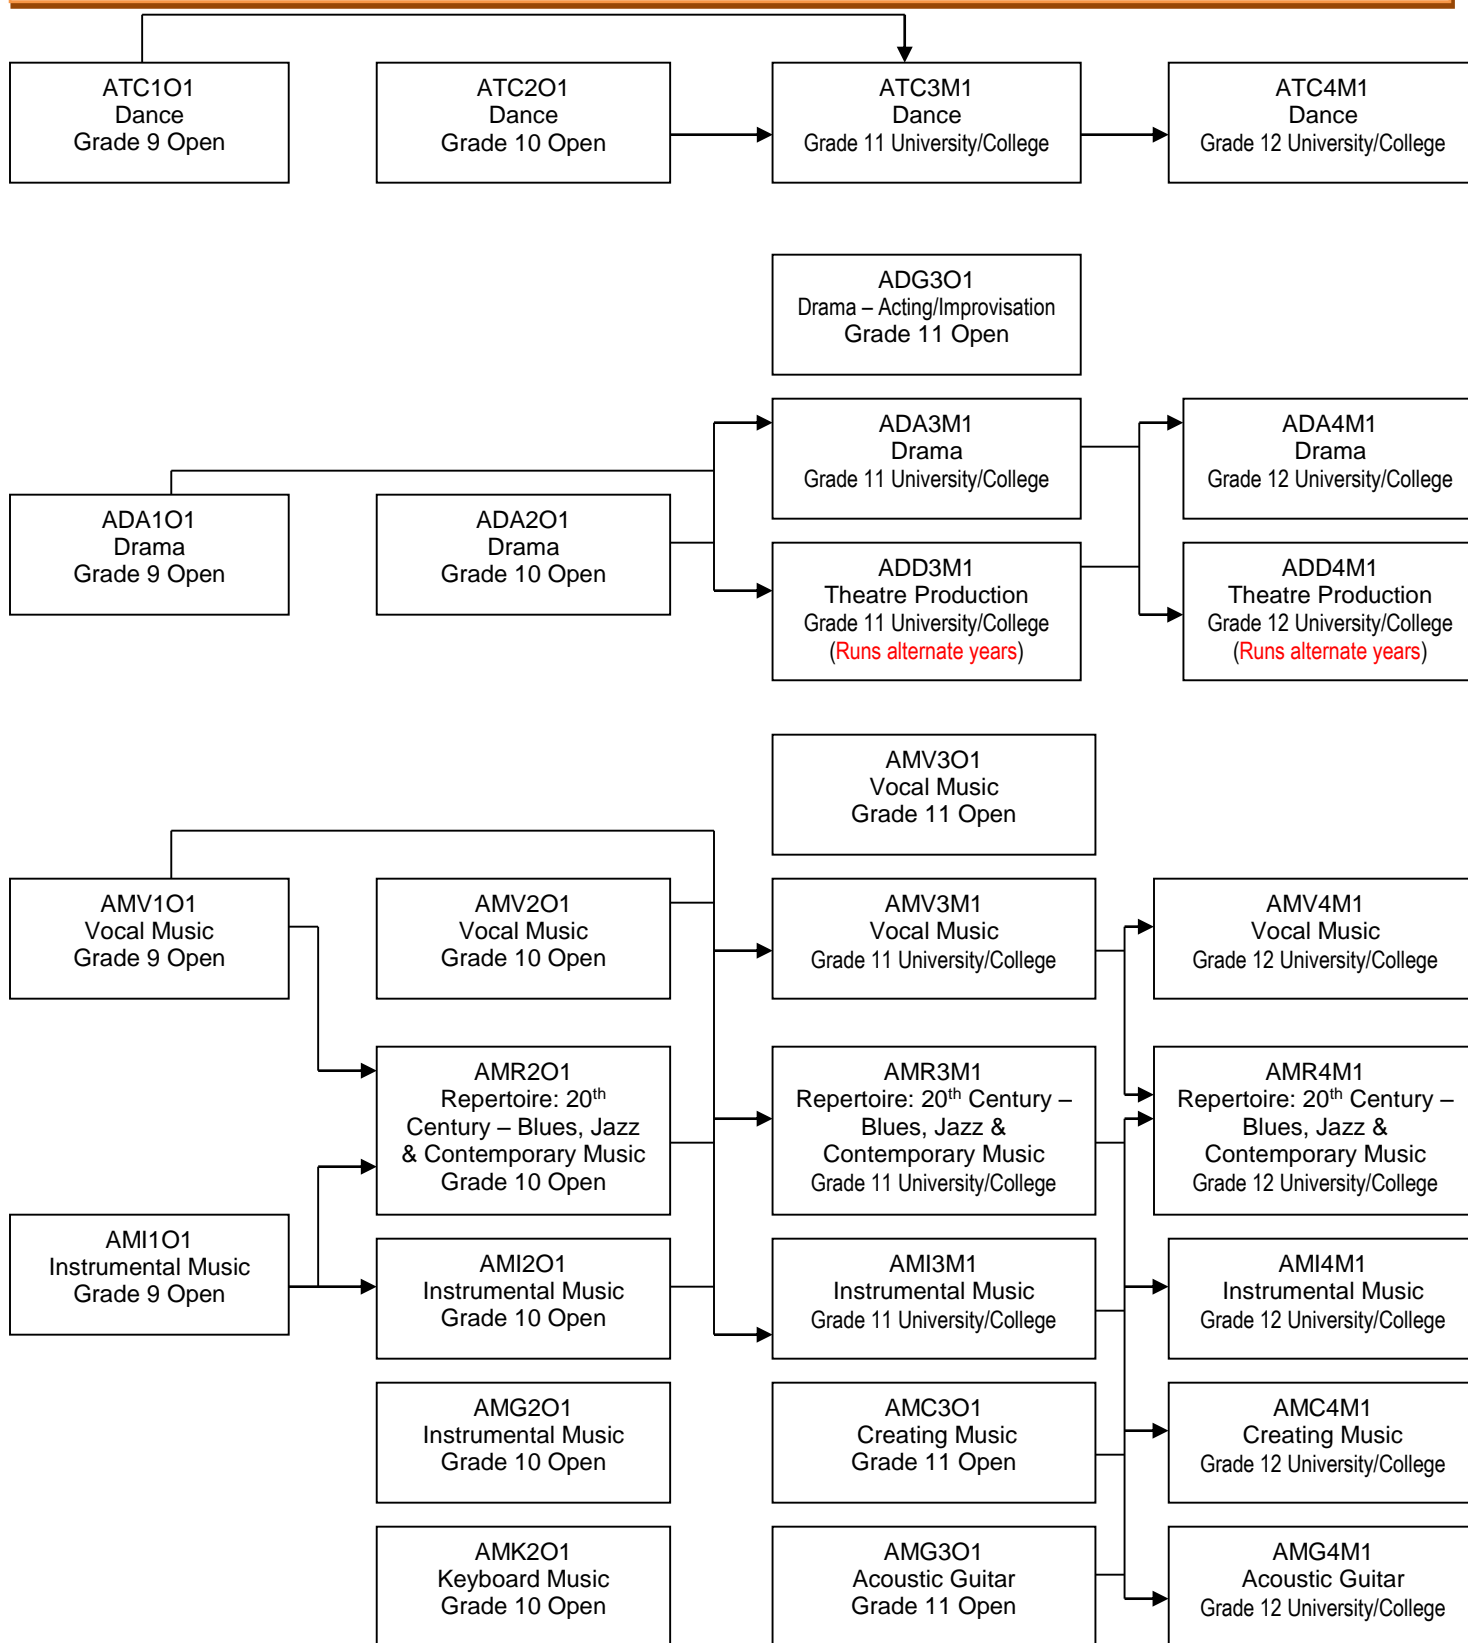 ATC1O1
Dance
Grade 9 Open
ATC2O1
Dance
Grade 10 Open
ATC3M1
Dance
Grade 11 University/College
ATC4M1
Dance
Grade 12 University/College
ADG3O1
Drama – Acting/Improvisation
Grade 11 Open
ADA1O1
Drama
Grade 9 Open
ADA2O1
Drama
Grade 10 Open
ADA3M1
Drama
Grade 11 University/College
ADA4M1
Drama
Grade 12 University/College
ADD3M1
Theatre Production
Grade 11 University/College
(Runs alternate years)
ADD4M1
Theatre Production
Grade 12 University/College
(Runs alternate years)
AMV3O1
Vocal Music
Grade 11 Open
AMV1O1
Vocal Music
Grade 9 Open
AMV2O1
Vocal Music
Grade 10 Open
AMV3M1
Vocal Music
Grade 11 University/College
AMV4M1
Vocal Music
Grade 12 University/College
AMR2O1
Repertoire: 20th
Century – Blues, Jazz
& Contemporary Music
Grade 10 Open
AMR3M1
Repertoire: 20th Century –
Blues, Jazz &
Contemporary Music
Grade 11 University/College
AMR4M1
Repertoire: 20th Century –
Blues, Jazz &
Contemporary Music
Grade 12 University/College
AMI1O1
Instrumental Music
Grade 9 Open
AMI2O1
Instrumental Music
Grade 10 Open
AMI3M1
Instrumental Music
Grade 11 University/College
AMI4M1
Instrumental Music
Grade 12 University/College
AMG2O1
Instrumental Music
Grade 10 Open
AMC3O1
Creating Music
Grade 11 Open
AMC4M1
Creating Music
Grade 12 University/College
AMK2O1
Keyboard Music
Grade 10 Open
AMG3O1
Acoustic Guitar
Grade 11 Open
AMG4M1
Acoustic Guitar
Grade 12 University/College